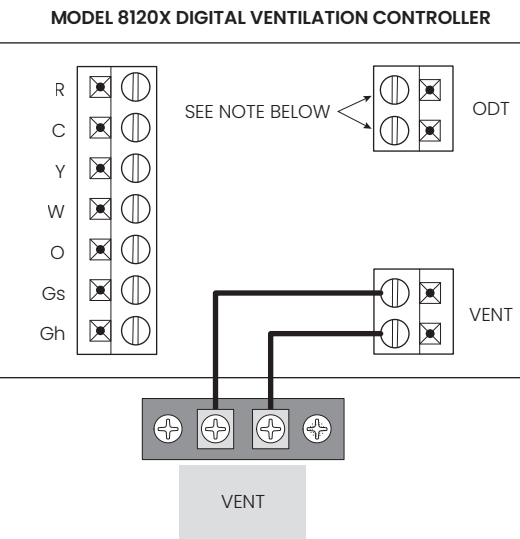 MODEL 8120X DIGITAL VENTILATION CONTROLLER
R
C
Y
W
O
Gs
Gh
SEE NOTE BELOW
ODT
VENT
VENT